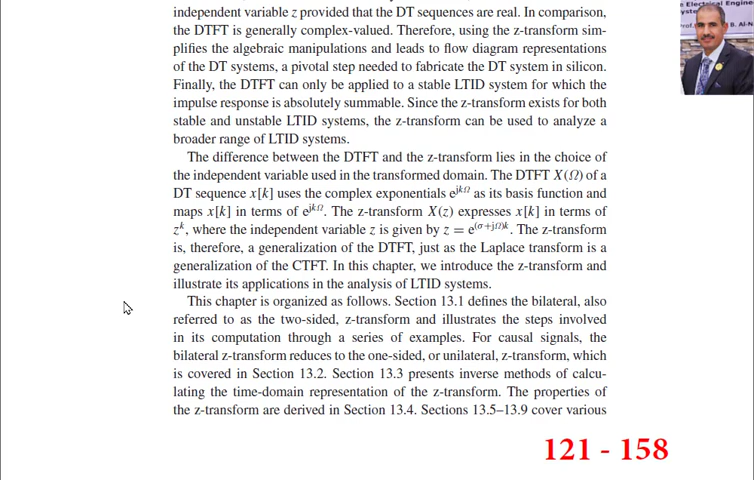 independent variable z provided that the DT sequences are real. In comparison,
the DTFT is generally complex-valued. Therefore, using the z-transform sim-
plifies the algebraic manipulations and leads to flow diagram representations
of the DT systems, a pivotal step needed to fabricate the DT system in silicon.
Finally, the DTFT can only be applied to a stable LTID system for which the
impulse response is absolutely summable. Since the z-transform exists for both
stable and unstable LTID systems, the z-transform can be used to analyze a
broader range of LTID systems.
The difference between the DTFT and the z-transform lies in the choice of
the independent variable used in the transformed domain. The DTFT X(Ω) of a
DT sequence x[k] uses the complex exponentials e^{jkΩ} as its basis function and
maps x[k] in terms of e^{jkΩ}. The z-transform X(z) expresses x[k] in terms of
z^k, where the independent variable z is given by z = e^{(σ+jΩ)k}. The z-transform
is, therefore, a generalization of the DTFT, just as the Laplace transform is a
generalization of the CTFT. In this chapter, we introduce the z-transform and
illustrate its applications in the analysis of LTID systems.
This chapter is organized as follows. Section 13.1 defines the bilateral, also
referred to as the two-sided, z-transform and illustrates the steps involved
in its computation through a series of examples. For causal signals, the
bilateral z-transform reduces to the one-sided, or unilateral, z-transform, which
is covered in Section 13.2. Section 13.3 presents inverse methods of calcu-
lating the time-domain representation of the z-transform. The properties of
the z-transform are derived in Section 13.4. Sections 13.5–13.9 cover various
121 - 158